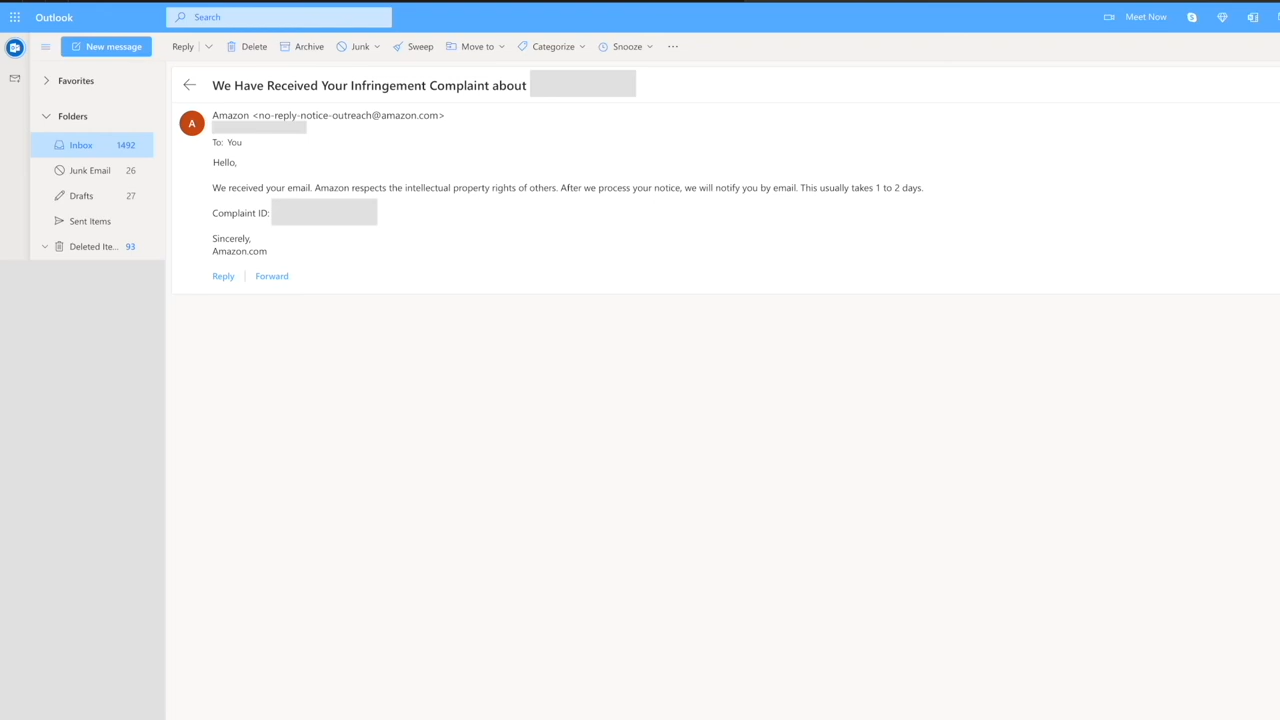 Outlook
Search
Meet Now
New message
Reply
Delete
Archive
Junk
Sweep
Move to
Categorize
Snooze
Favorites
Folders
Inbox 1492
Junk Email 26
Drafts 27
Sent Items
Deleted Ite... 93
We Have Received Your Infringement Complaint about
A
Amazon <no-reply-notice-outreach@amazon.com>
To: You
Hello,
We received your email. Amazon respects the intellectual property rights of others. After we process your notice, we will notify you by email. This usually takes 1 to 2 days.
Complaint ID:
Sincerely,
Amazon.com
Reply
Forward